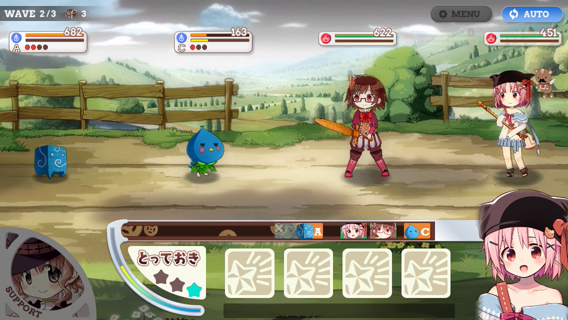 WAVE 2/3 3
MENU
AUTO
682
A
163
C
622
451
A
C
とっておき
SUPPORT